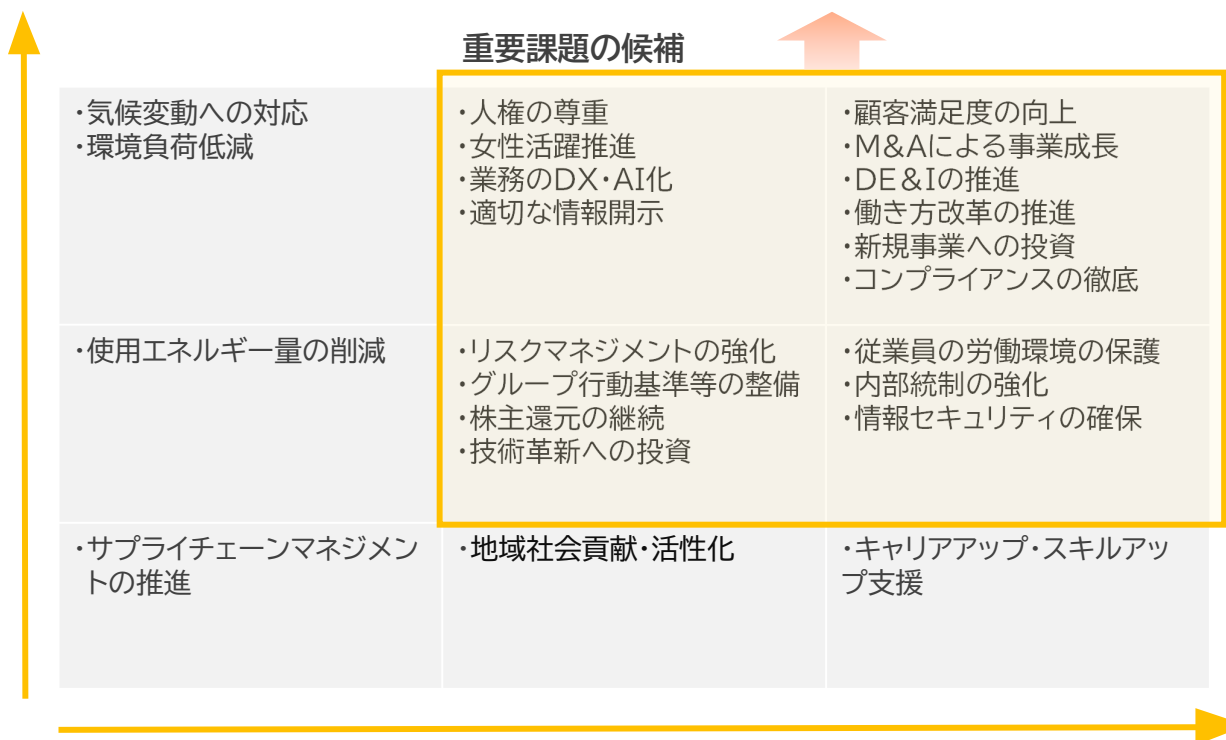 重要課題の候補
・気候変動への対応
・環境負荷低減
・人権の尊重
・女性活躍推進
・業務のDX・AI化
・適切な情報開示
・顧客満足度の向上
・M&Aによる事業成長
・DE&Iの推進
・働き方改革の推進
・新規事業への投資
・コンプライアンスの徹底
・使用エネルギー量の削減
・リスクマネジメントの強化
・グループ行動基準等の整備
・株主還元の継続
・技術革新への投資
・従業員の労働環境の保護
・内部統制の強化
・情報セキュリティの確保
・サプライチェーンマネジメン
トの推進
・地域社会貢献・活性化
・キャリアアップ・スキルアッ
プ支援